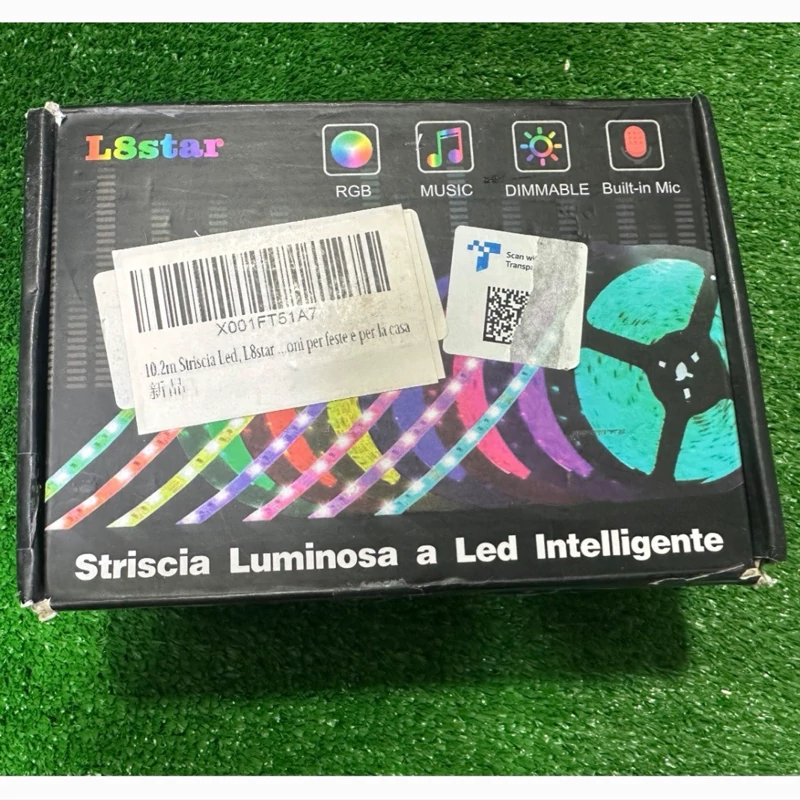 L8star
RGB
MUSIC
DIMMABLE
Built-in Mic
Scan w
Transp
X001FT51A7
10.2m Striscia Led, L8star ...oni per feste e per la casa
新品
Striscia Luminosa a Led Intelligente